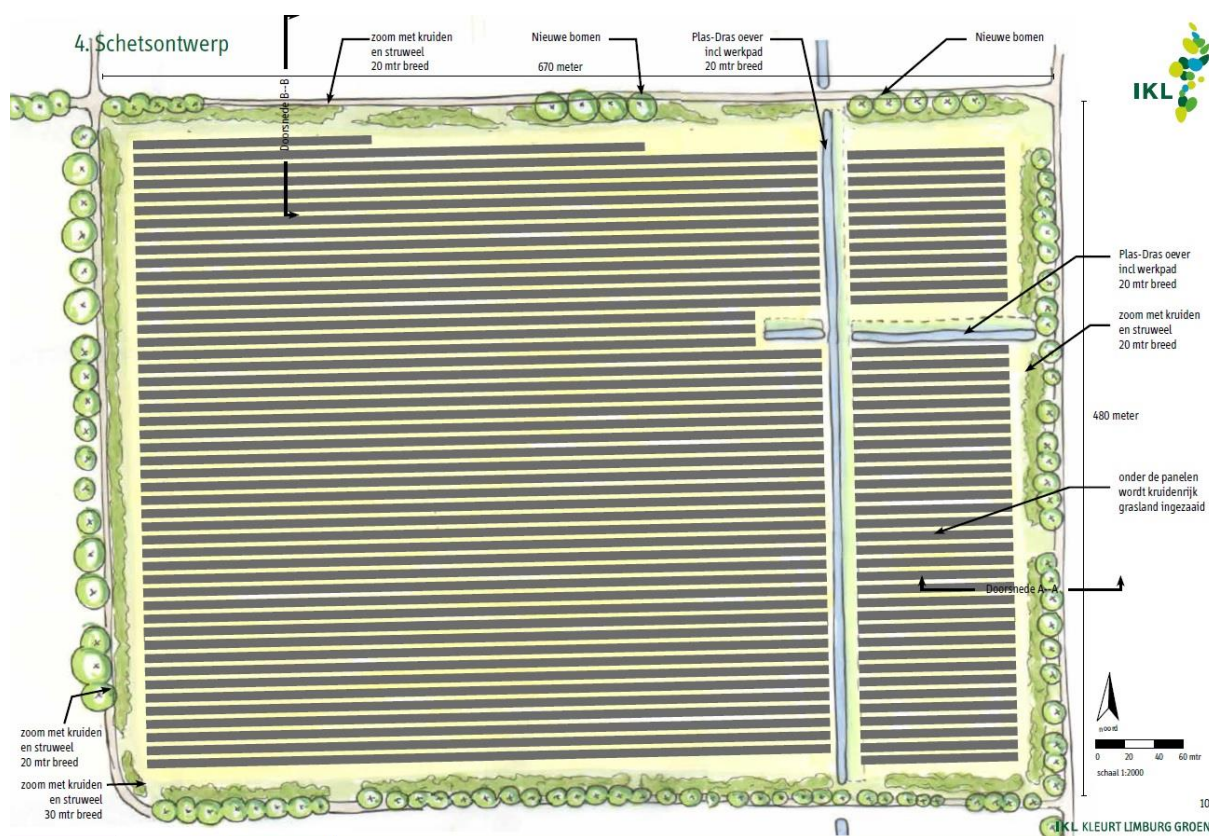 4. Schetsontwerp
zoom met kruiden
en struweel
20 mtr breed
Nieuwe bomen
Plas-Dras oever
incl werkpad
20 mtr breed
Nieuwe bomen
IKL
670 meter
Doorsnede B--B
Plas-Dras oever
incl werkpad
20 mtr breed
zoom met kruiden
en struweel
20 mtr breed
480 meter
onder de panelen
wordt kruidenrijk
grasland ingezaaid
Doorsnede A--A
zoom met kruiden
en struweel
20 mtr breed
zoom met kruiden
en struweel
30 mtr breed
noord
0 20 40 60 mtr
schaal 1:2000
10
IKL KLEURT LIMBURG GROEN